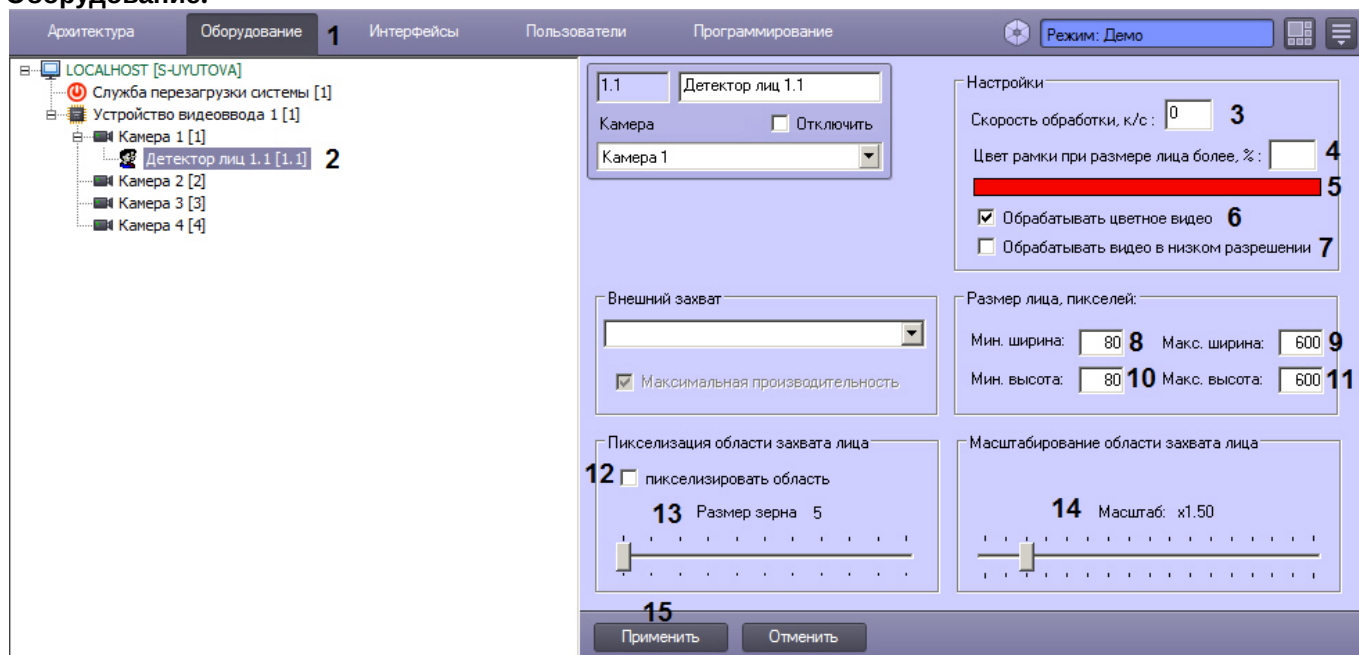 Оборудование.
Архитектура Оборудование 1 Интерфейсы Пользователи Программирование Режим: Демо
LOCALHOST [S-UYUTOVA]
Служба перезагрузки системы [1]
Устройство видеоввода 1 [1]
Камера 1 [1]
Детектор лиц 1.1 [1.1] 2
Камера 2 [2]
Камера 3 [3]
Камера 4 [4]
1.1 Детектор лиц 1.1
Камера Отключить
Камера 1
Настройки
Скорость обработки, к/с : 0 3
Цвет рамки при размере лица более, % : 4
5
Обрабатывать цветное видео 6
Обрабатывать видео в низком разрешении 7
Внешний захват
Максимальная производительность
Размер лица, пикселей:
Мин. ширина: 80 8 Макс. ширина: 600 9
Мин. высота: 80 10 Макс. высота: 600 11
Пикселизация области захвата лица
12 пикселизировать область
13 Размер зерна 5
Масштабирование области захвата лица
14 Масштаб: x1.50
15
Применить Отменить